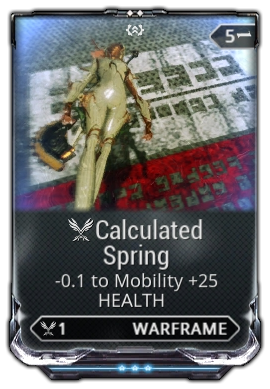 5
Calculated
Spring
-0.1 to Mobility +25
HEALTH
1 WARFRAME